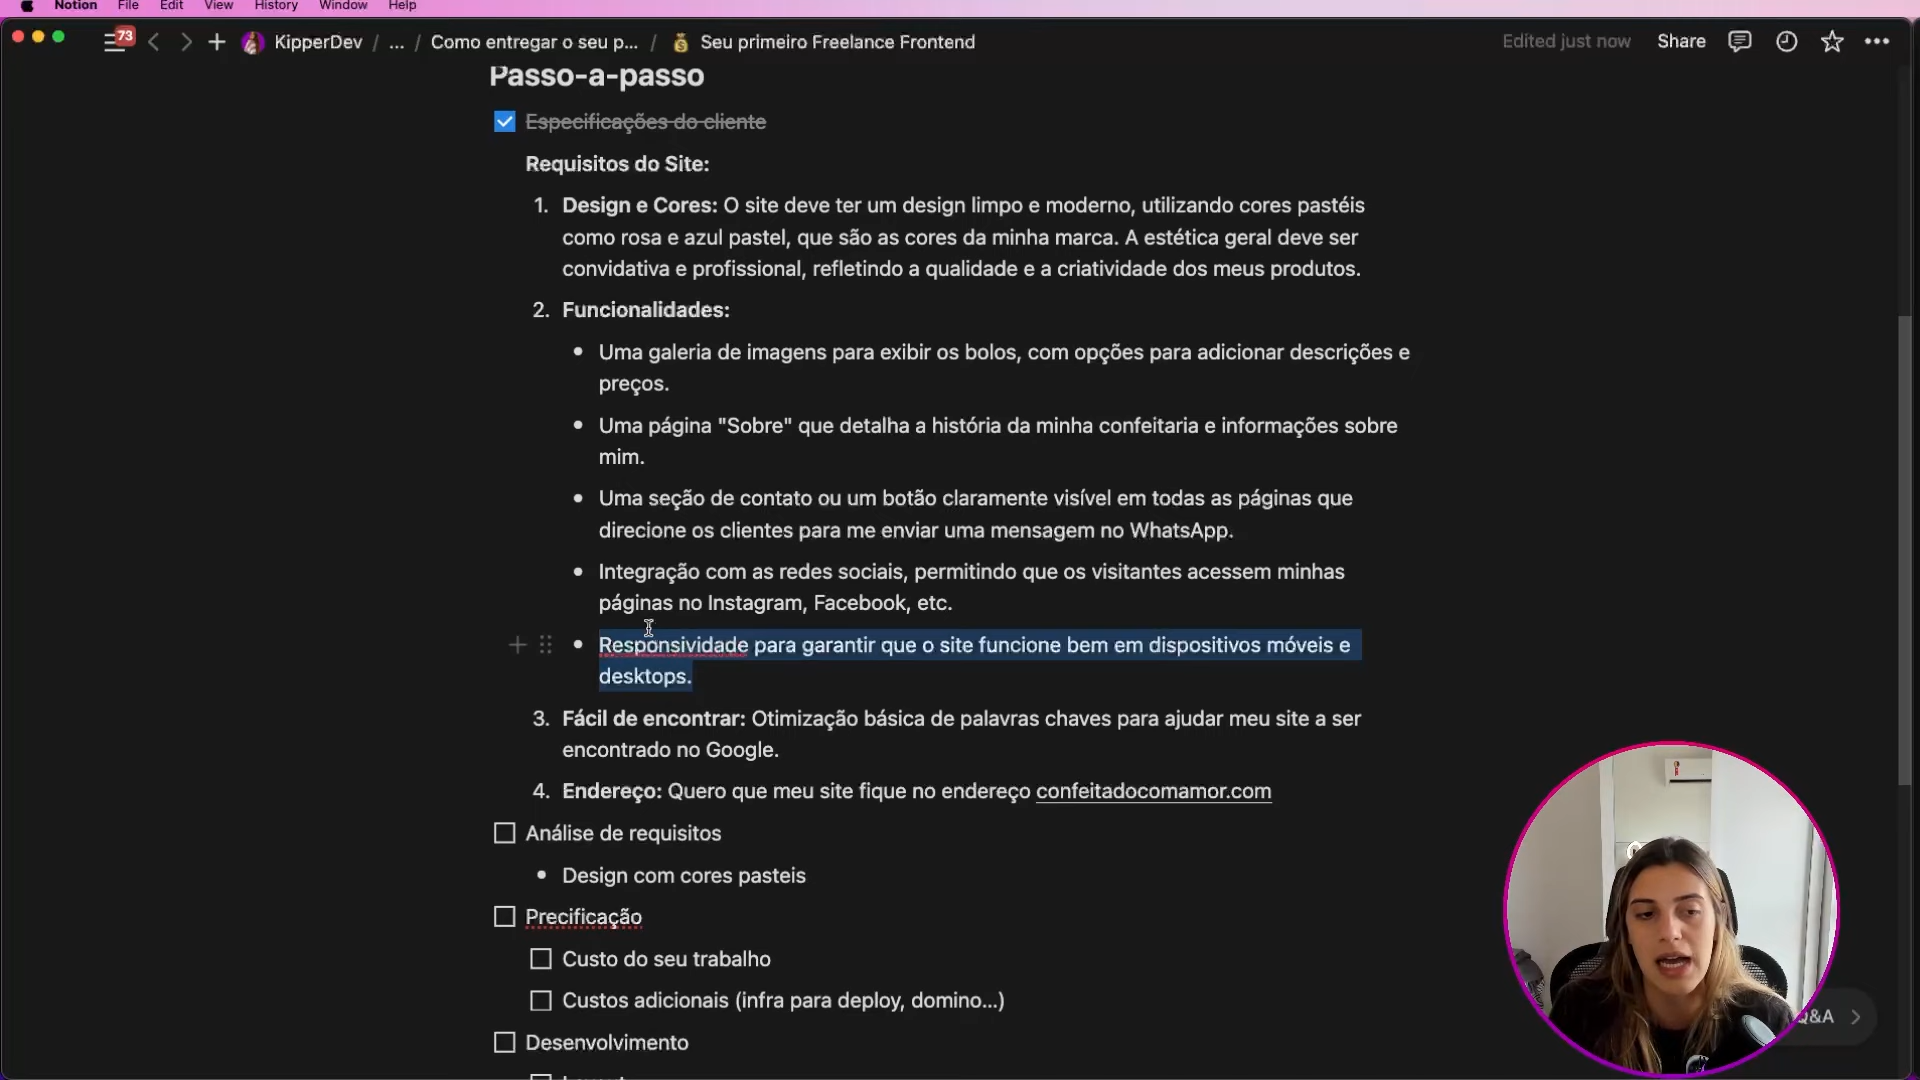 Notion File Edit View History Window Help
73 KipperDev / ... / Como entregar o seu p... / Seu primeiro Freelance Frontend Edited just now Share
Passo-a-passo
Especificações do cliente
Requisitos do Site:
1. Design e Cores: O site deve ter um design limpo e moderno, utilizando cores pastéis
como rosa e azul pastel, que são as cores da minha marca. A estética geral deve ser
convidativa e profissional, refletindo a qualidade e a criatividade dos meus produtos.
2. Funcionalidades:
• Uma galeria de imagens para exibir os bolos, com opções para adicionar descrições e
preços.
• Uma página "Sobre" que detalha a história da minha confeitaria e informações sobre
mim.
• Uma seção de contato ou um botão claramente visível em todas as páginas que
direcione os clientes para me enviar uma mensagem no WhatsApp.
• Integração com as redes sociais, permitindo que os visitantes acessem minhas
páginas no Instagram, Facebook, etc.
• Responsividade para garantir que o site funcione bem em dispositivos móveis e
desktops.
3. Fácil de encontrar: Otimização básica de palavras chaves para ajudar meu site a ser
encontrado no Google.
4. Endereço: Quero que meu site fique no endereço confeitadocomamor.com
Análise de requisitos
• Design com cores pasteis
Precificação
Custo do seu trabalho
Custos adicionais (infra para deploy, domino...)
Q&A
Desenvolvimento